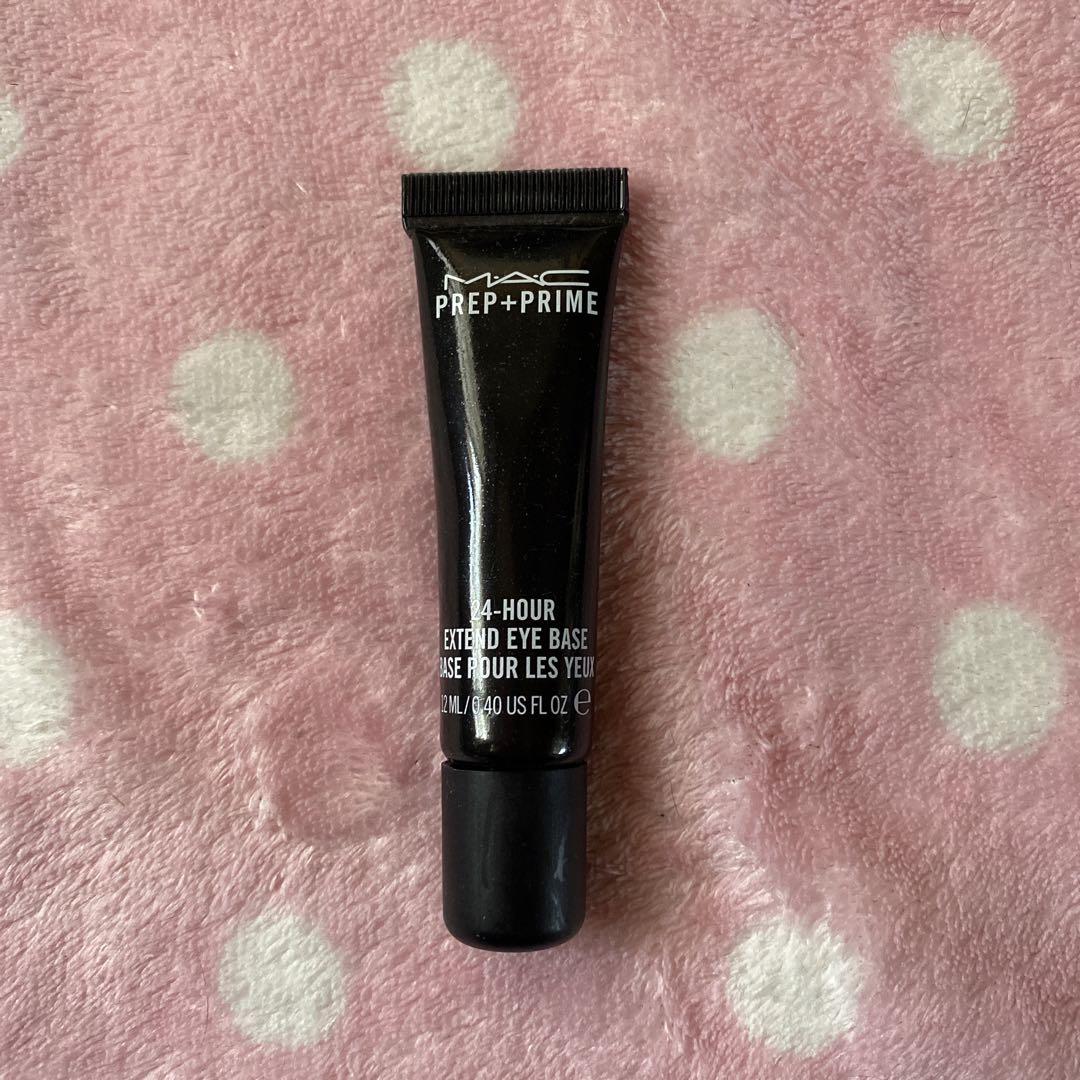 M·A·C
PREP+PRIME
24-HOUR
EXTEND EYE BASE
BASE POUR LES YEUX
12 ML/0.40 US FL OZ ℮